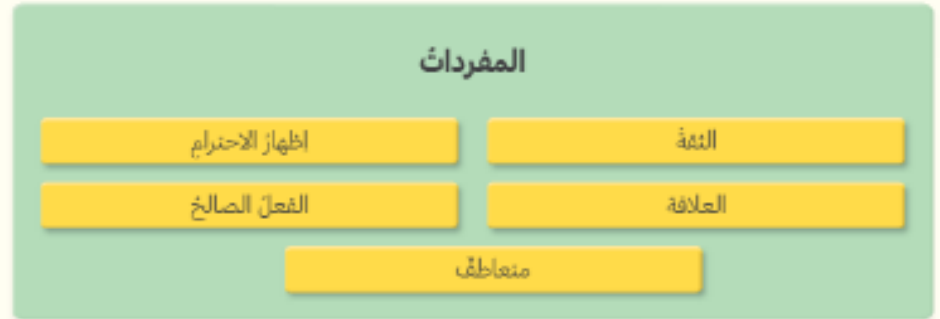 المفرداتُ
الثقةُ
إظهارُ الاحترامِ
العلاقة
الفعلُ الصالحُ
متعاطفٌ